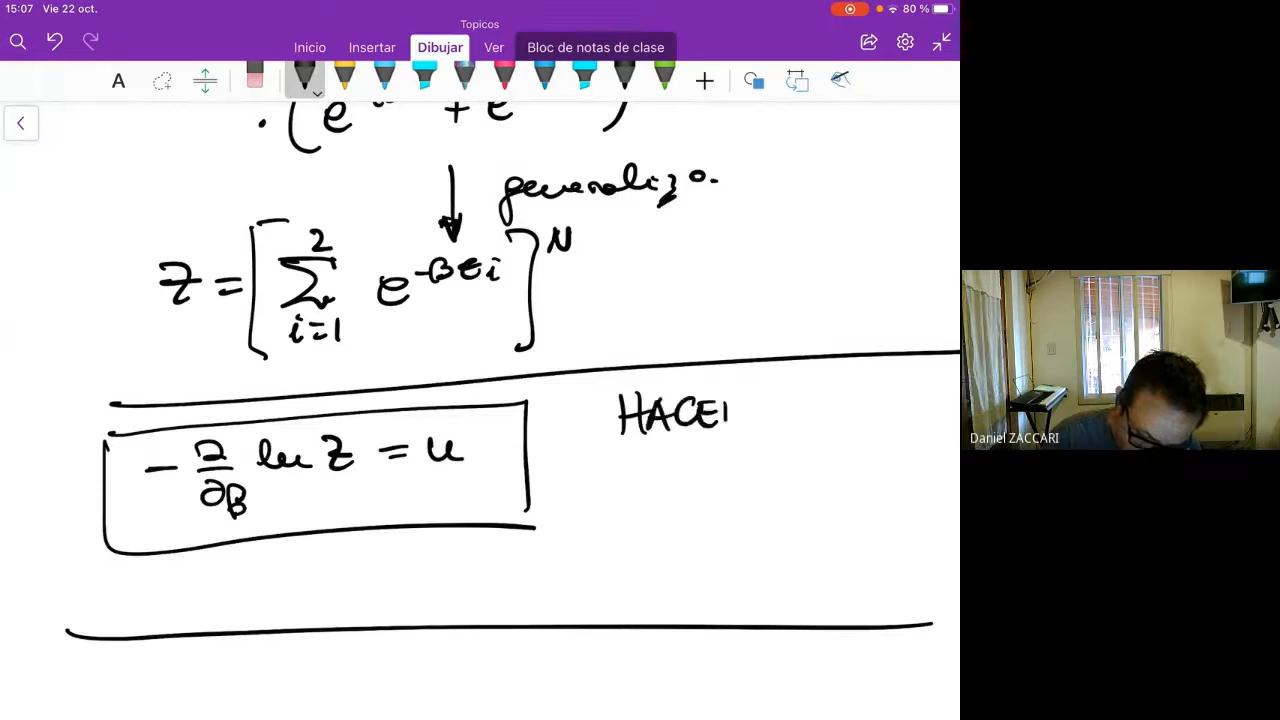 15:07 Vie 22 oct. 80 %
Topicos
Inicio Insertar Dibujar Ver Bloc de notas de clase
A
. (e + e )
generalizo.
Z = [ 2 Σ i=1 e^-βεi ]^N
HACE
- ∂/∂β ln Z = u
Daniel ZACCARI